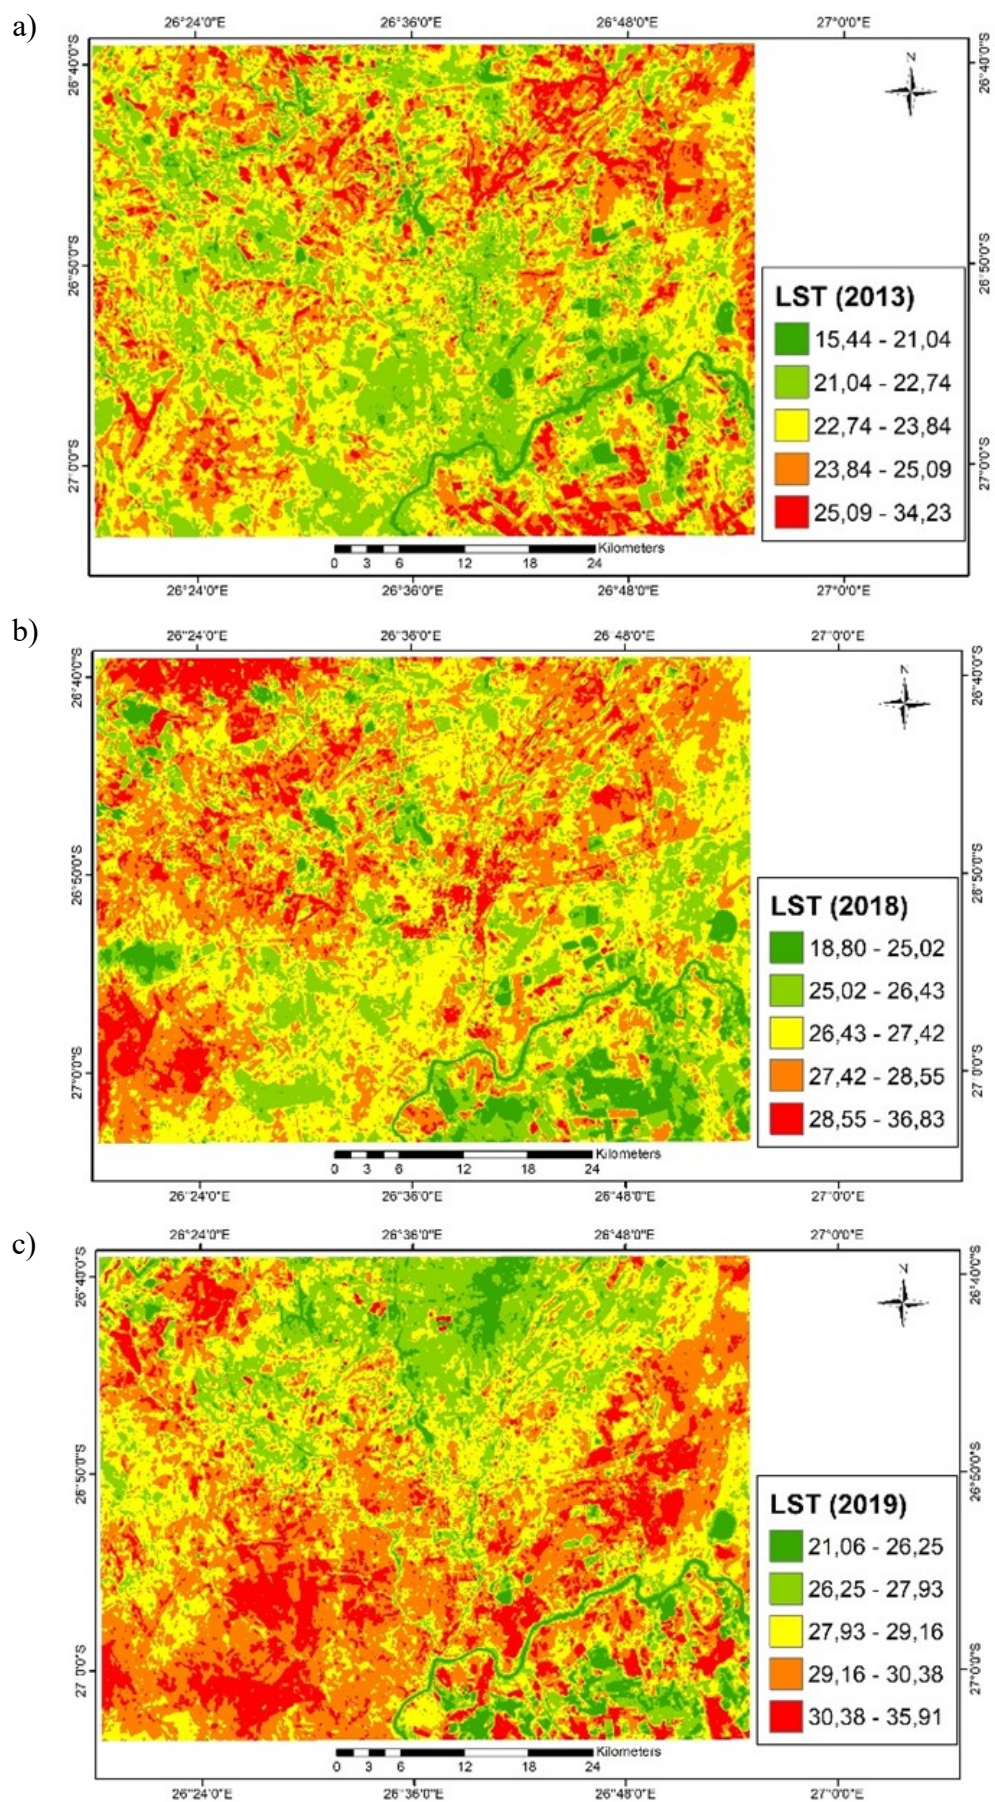 a)
26°24'0"E 26°36'0"E 26°48'0"E 27°0'0"E
N
26°40'0"S 26°40'0"S
26°50'0"S 26°50'0"S
27°0'0"S 27°0'0"S
LST (2013)
15,44 - 21,04
21,04 - 22,74
22,74 - 23,84
23,84 - 25,09
25,09 - 34,23
Kilometers
0 3 6 12 18 24
26°24'0"E 26°36'0"E 26°48'0"E 27°0'0"E
b)
26°24'0"E 26°36'0"E 26°48'0"E 27°0'0"E
N
26°40'0"S 26°40'0"S
26°50'0"S 26°50'0"S
27°0'0"S 27°0'0"S
LST (2018)
18,80 - 25,02
25,02 - 26,43
26,43 - 27,42
27,42 - 28,55
28,55 - 36,83
Kilometers
0 3 6 12 18 24
26°24'0"E 26°36'0"E 26°48'0"E 27°0'0"E
c)
26°24'0"E 26°36'0"E 26°48'0"E 27°0'0"E
N
26°40'0"S 26°40'0"S
26°50'0"S 26°50'0"S
27°0'0"S 27°0'0"S
LST (2019)
21,06 - 26,25
26,25 - 27,93
27,93 - 29,16
29,16 - 30,38
30,38 - 35,91
Kilometers
0 3 6 12 18 24
26°24'0"E 26°36'0"E 26°48'0"E 27°0'0"E